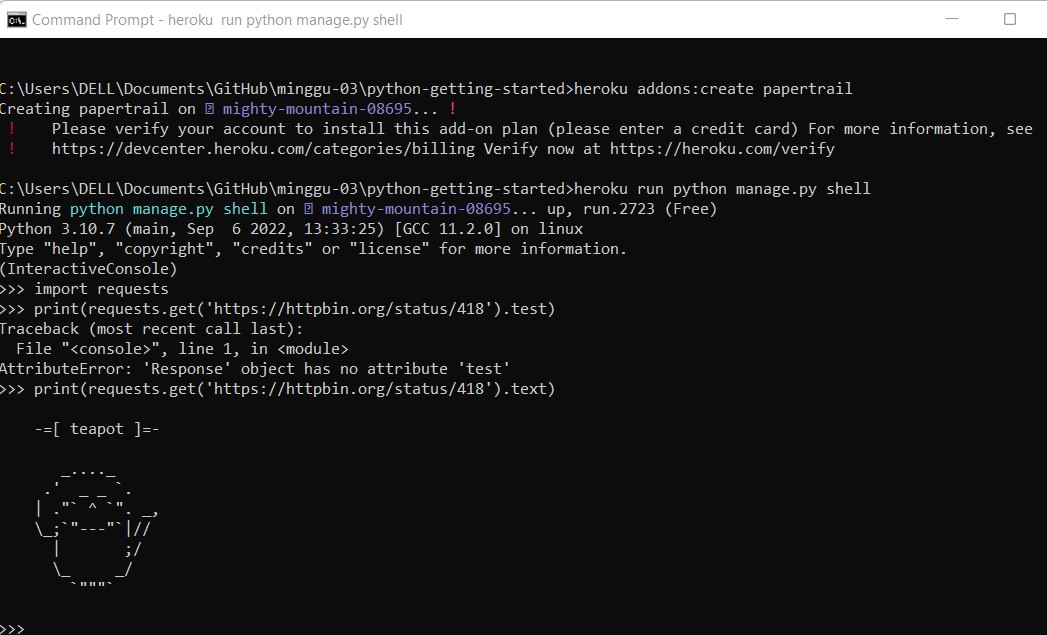 Command Prompt - heroku  run python manage.py shell
C:\Users\DELL\Documents\GitHub\minggu-03\python-getting-started>heroku addons:create papertrail
Creating papertrail on ⍰ mighty-mountain-08695... !
 !    Please verify your account to install this add-on plan (please enter a credit card) For more information, see
 !    https://devcenter.heroku.com/categories/billing Verify now at https://heroku.com/verify
C:\Users\DELL\Documents\GitHub\minggu-03\python-getting-started>heroku run python manage.py shell
Running python manage.py shell on ⍰ mighty-mountain-08695... up, run.2723 (Free)
Python 3.10.7 (main, Sep  6 2022, 13:33:25) [GCC 11.2.0] on linux
Type "help", "copyright", "credits" or "license" for more information.
(InteractiveConsole)
>>> import requests
>>> print(requests.get('https://httpbin.org/status/418').test)
Traceback (most recent call last):
  File "<console>", line 1, in <module>
AttributeError: 'Response' object has no attribute 'test'
>>> print(requests.get('https://httpbin.org/status/418').text)
    -=[ teapot ]=-
       _...._
     .'  _ _ `.
    | ."` ^ `". _,
    \_;`"---"`|//
      |       ;/
      \_     _/
        `"""`
>>>